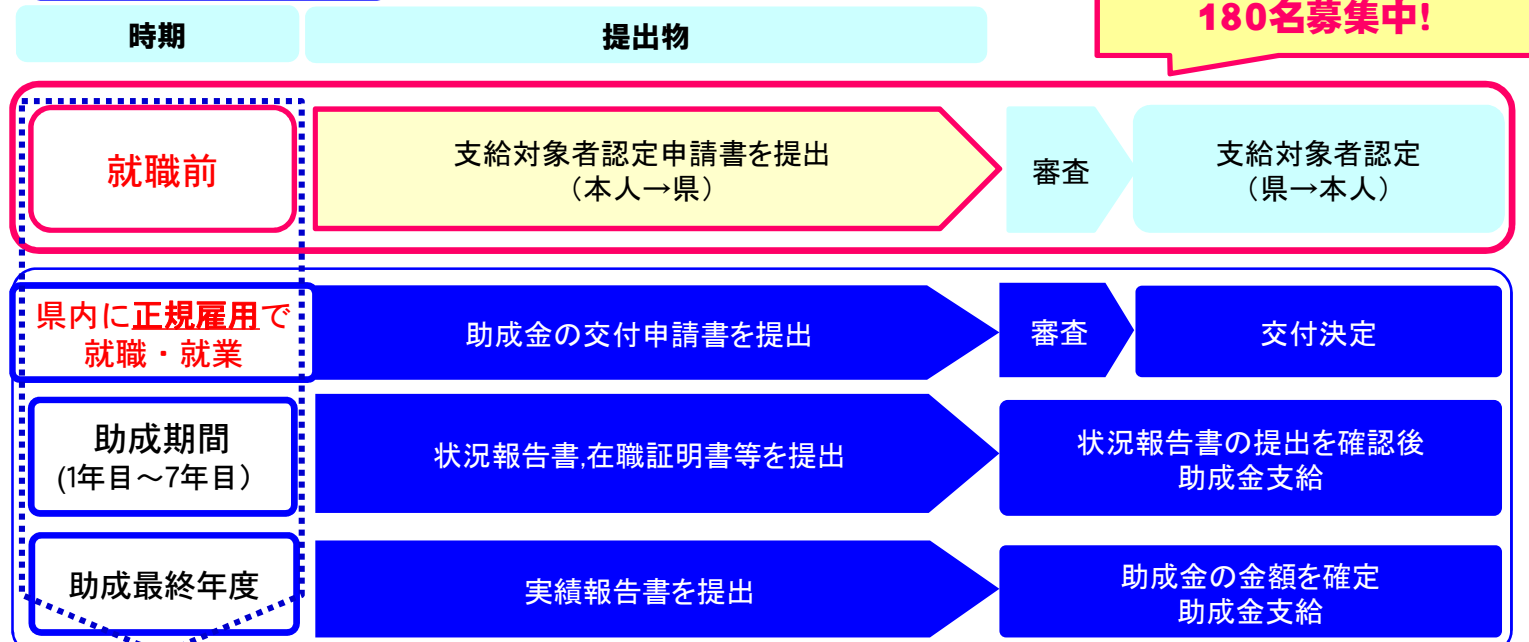 180名募集中!
時期
提出物
就職前
支給対象者認定申請書を提出
(本人→県)
審査
支給対象者認定
(県→本人)
県内に正規雇用で
就職・就業
助成金の交付申請書を提出
審査
交付決定
助成期間
(1年目～7年目)
状況報告書,在職証明書等を提出
状況報告書の提出を確認後
助成金支給
助成最終年度
実績報告書を提出
助成金の金額を確定
助成金支給